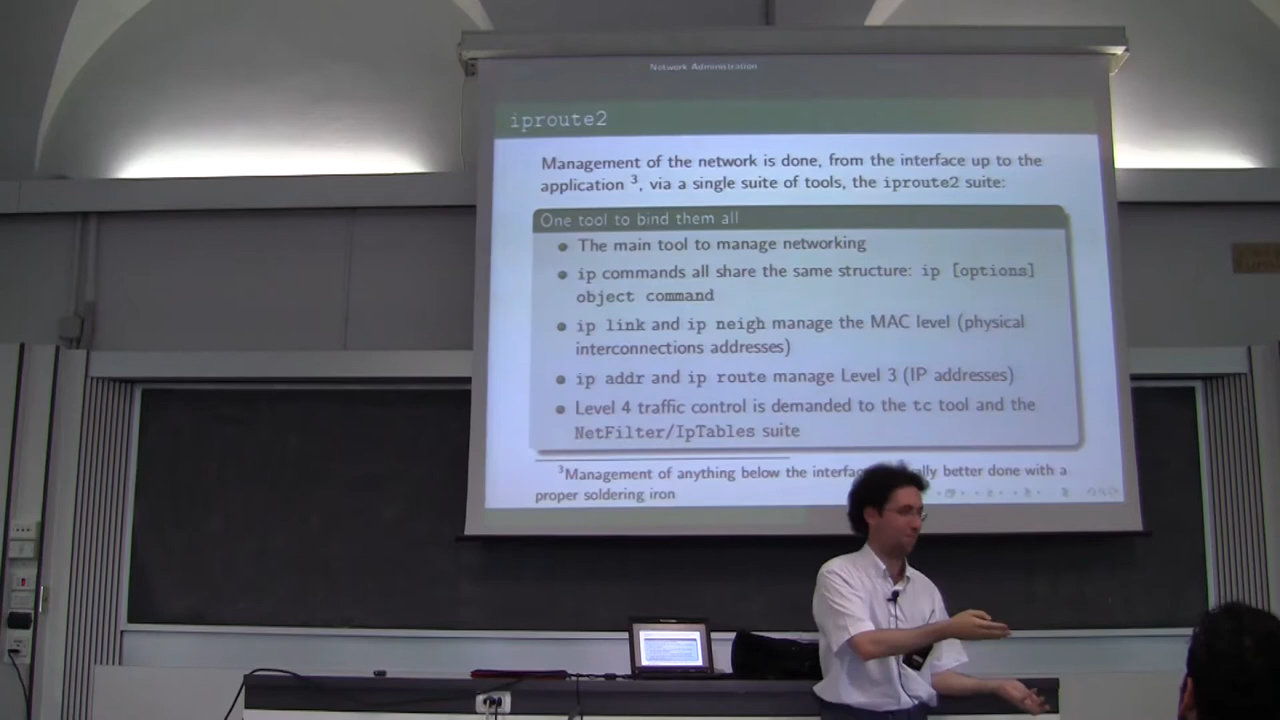 Network Administration
iproute2
Management of the network is done, from the interface up to the
application 3, via a single suite of tools, the iproute2 suite:
One tool to bind them all
The main tool to manage networking
ip commands all share the same structure: ip [options]
object command
ip link and ip neigh manage the MAC level (physical
interconnections addresses)
ip addr and ip route manage Level 3 (IP addresses)
Level 4 traffic control is demanded to the tc tool and the
NetFilter/IpTables suite
3Management of anything below the interface better done with a
proper soldering iron